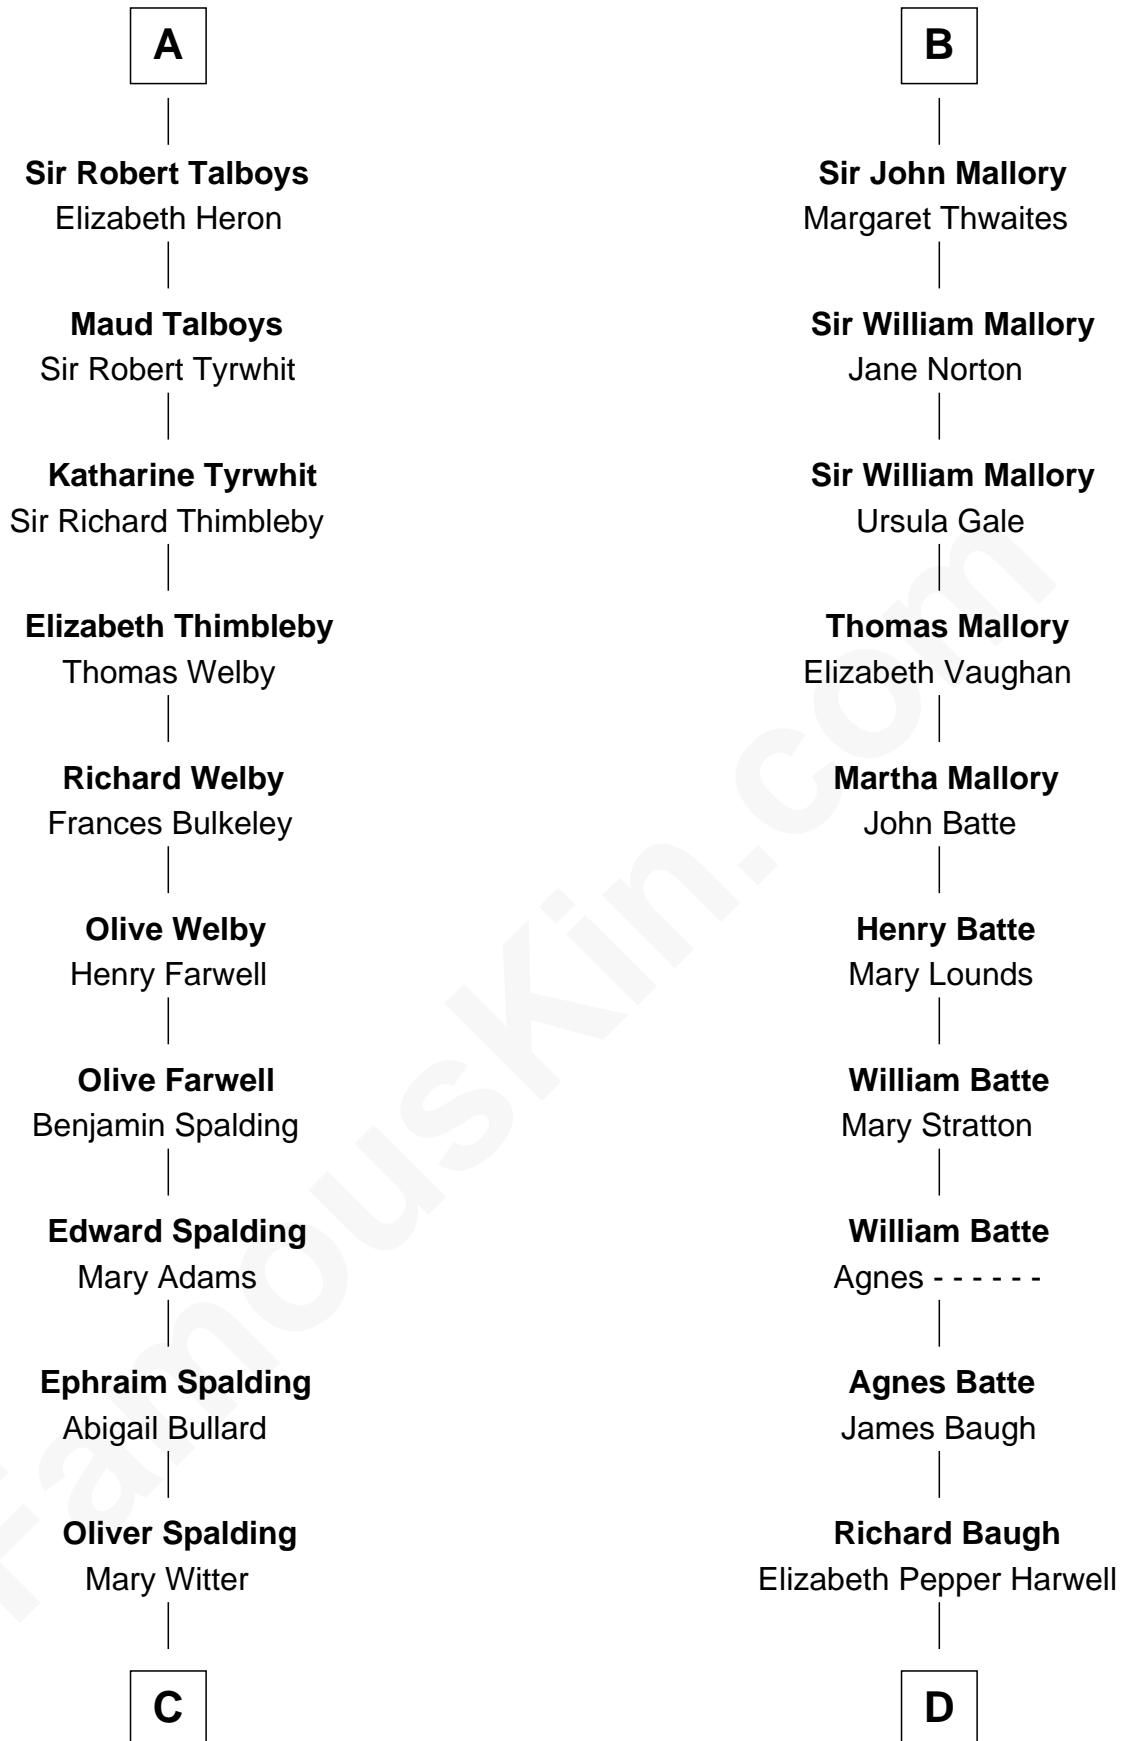 A
Sir Robert Talboys
Elizabeth Heron
Maud Talboys
Sir Robert Tyrwhit
Katharine Tyrwhit
Sir Richard Thimbleby
Elizabeth Thimbleby
Thomas Welby
Richard Welby
Frances Bulkeley
Olive Welby
Henry Farwell
Olive Farwell
Benjamin Spalding
Edward Spalding
Mary Adams
Ephraim Spalding
Abigail Bullard
Oliver Spalding
Mary Witter
C
B
Sir John Mallory
Margaret Thwaites
Sir William Mallory
Jane Norton
Sir William Mallory
Ursula Gale
Thomas Mallory
Elizabeth Vaughan
Martha Mallory
John Batte
Henry Batte
Mary Lounds
William Batte
Mary Stratton
William Batte
Agnes - - - - - -
Agnes Batte
James Baugh
Richard Baugh
Elizabeth Pepper Harwell
D
FamousKin.com